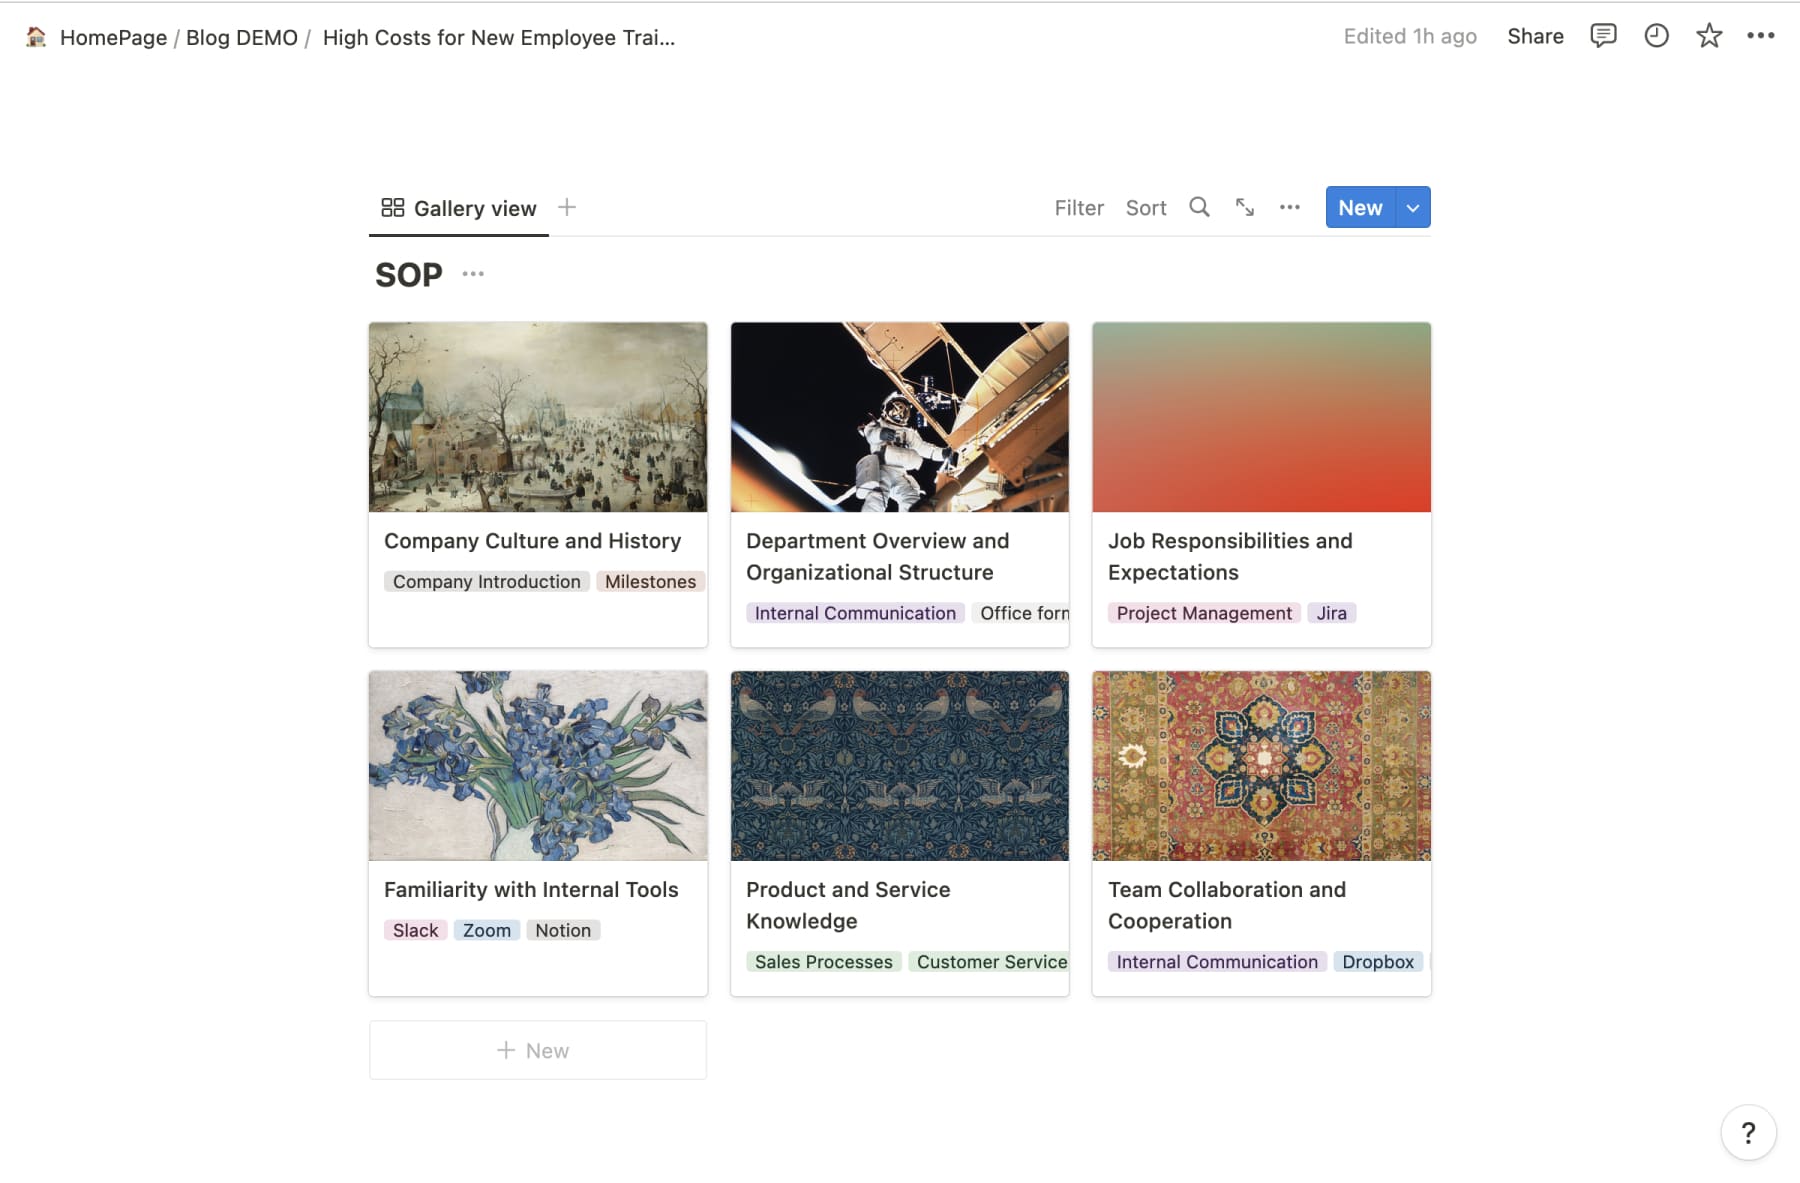 HomePage / Blog DEMO / High Costs for New Employee Trai...
Edited 1h ago
Share
Gallery view
Filter
Sort
New
SOP
Company Culture and History
Company Introduction
Milestones
Department Overview and
Organizational Structure
Internal Communication
Office form
Job Responsibilities and
Expectations
Project Management
Jira
Familiarity with Internal Tools
Slack
Zoom
Notion
Product and Service
Knowledge
Sales Processes
Customer Service
Team Collaboration and
Cooperation
Internal Communication
Dropbox
+ New
?